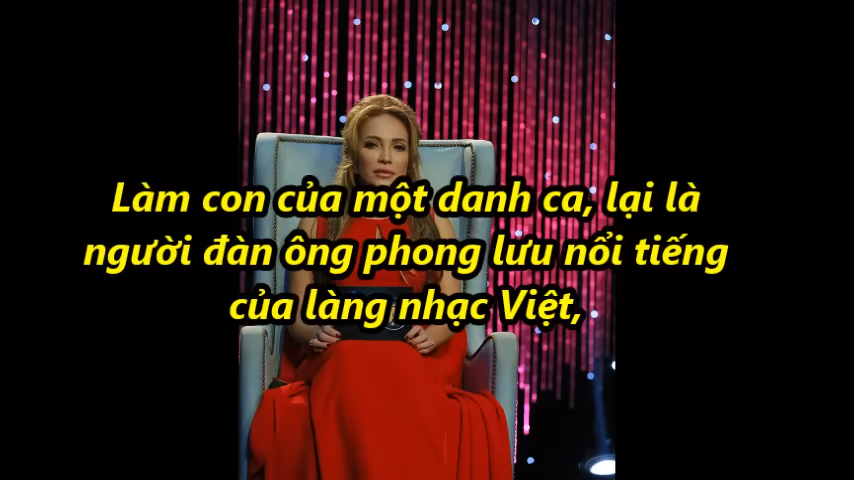 Làm con của một danh ca, lại là
người đàn ông phong lưu nổi tiếng
của làng nhạc Việt,